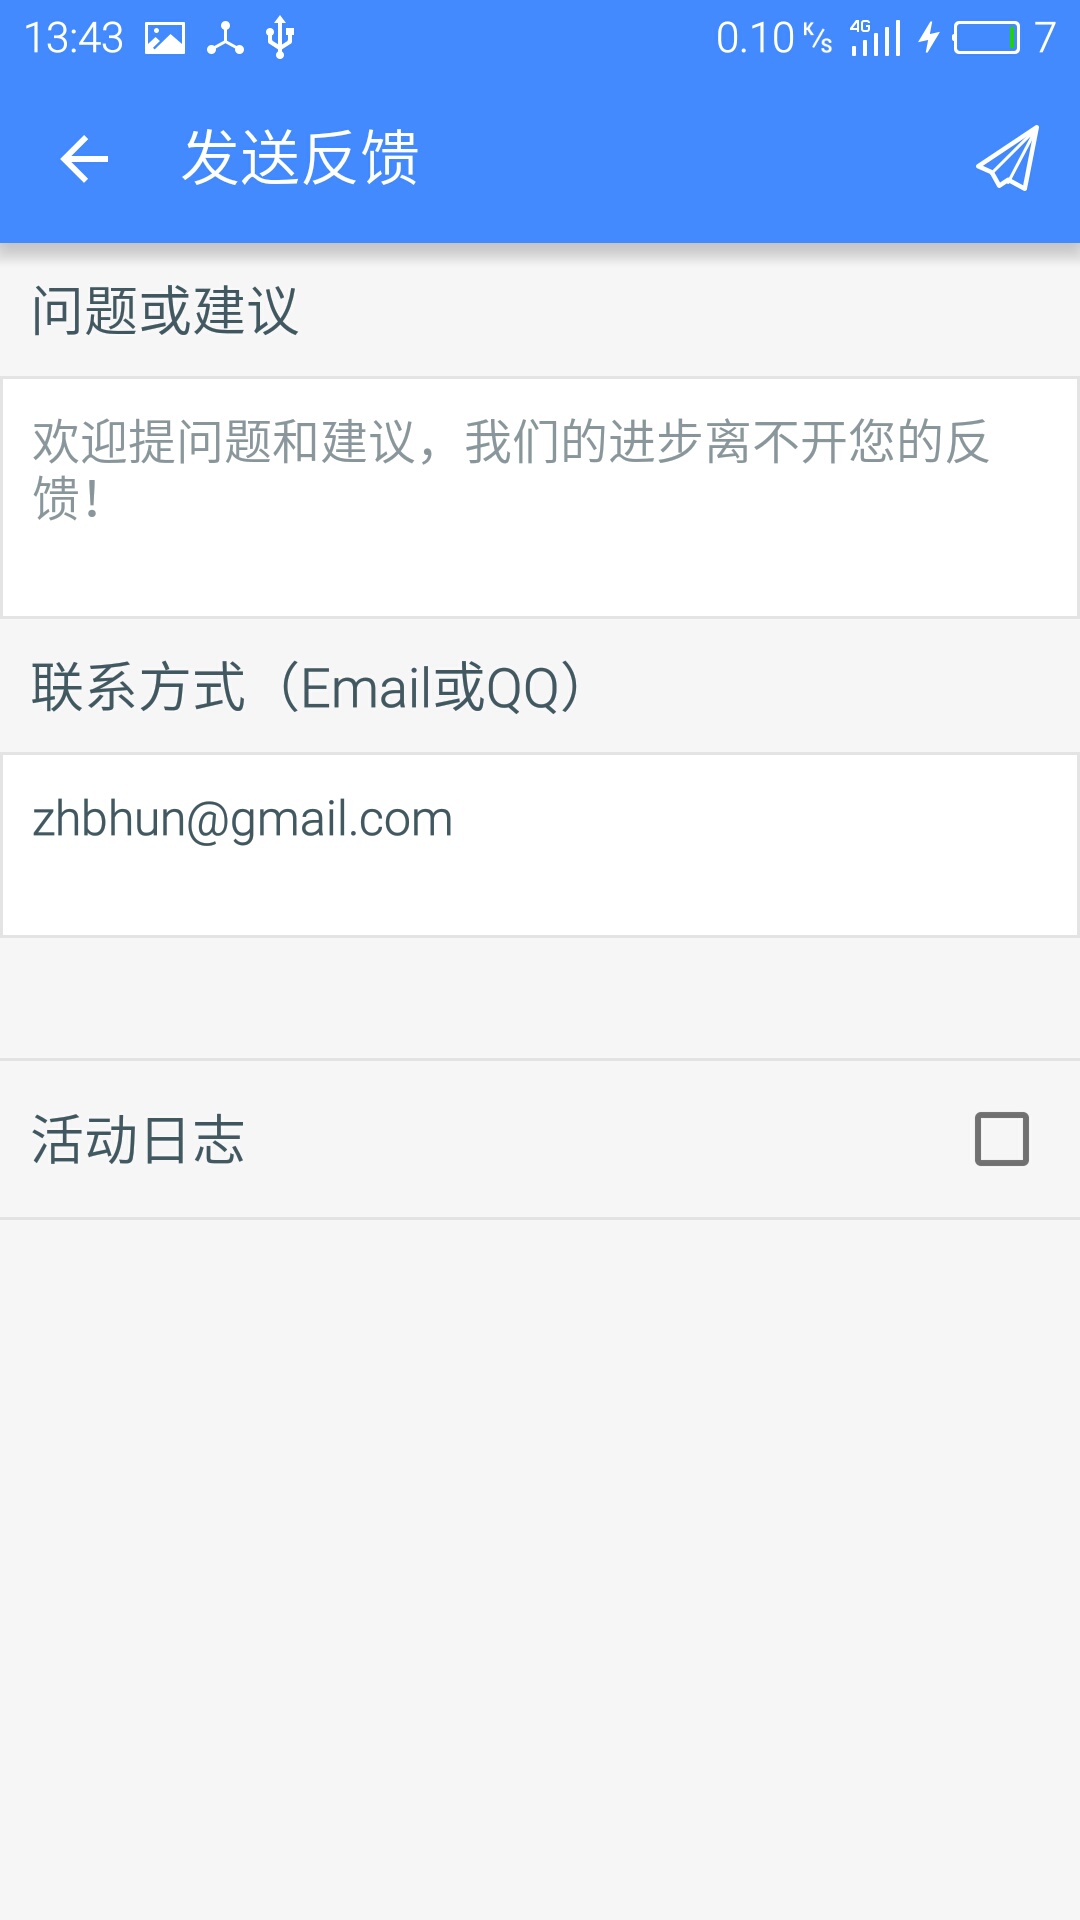 13:43 0.10 K/s 4G 7
发送反馈
问题或建议
欢迎提问题和建议，我们的进步离不开您的反
馈！
联系方式（Email或QQ）
zhbhun@gmail.com
活动日志